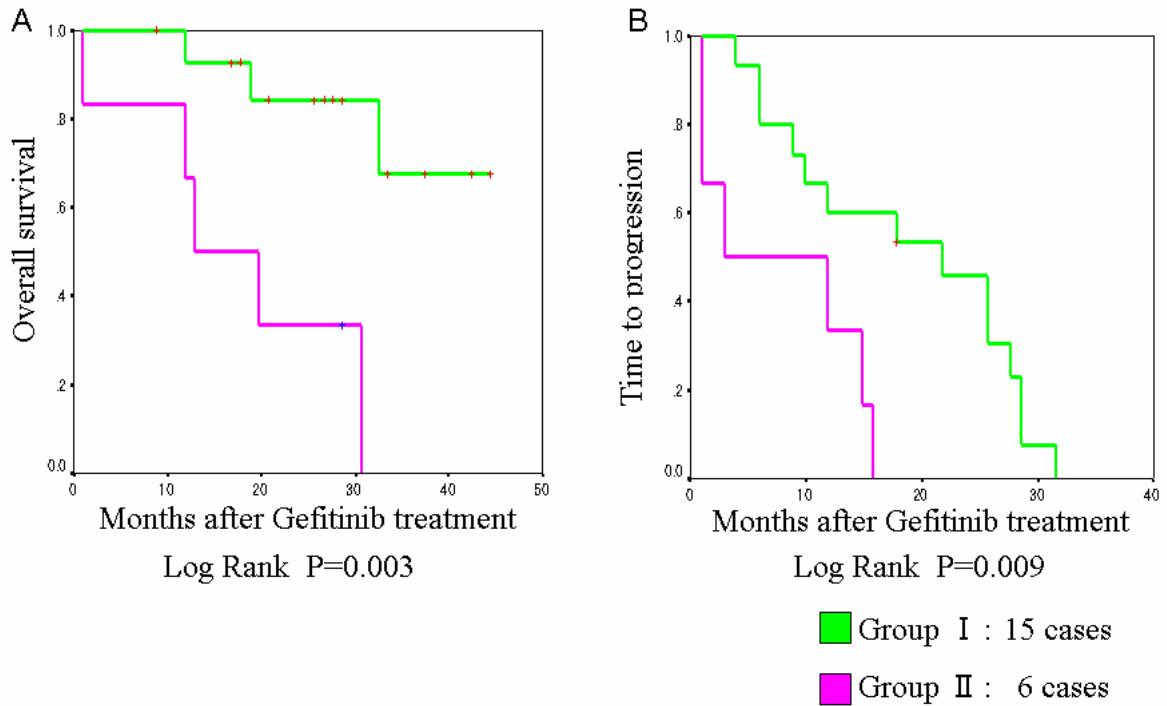 A
Overall survival
1.0
.8
.6
.4
.2
0.0
0 10 20 30 40 50
Months after Gefitinib treatment
Log Rank P=0.003
B
Time to progression
1.0
.8
.6
.4
.2
0.0
0 10 20 30 40
Months after Gefitinib treatment
Log Rank P=0.009
Group Ⅰ : 15 cases
Group Ⅱ : 6 cases